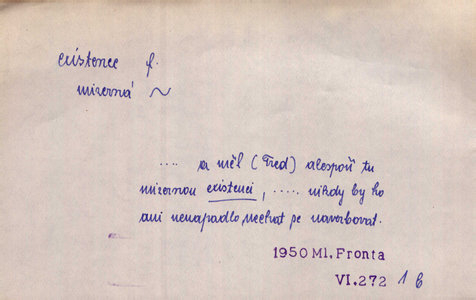 existence f.
mizerná ~
.... a měl (Fred) alespoň tu
mizernou existenci, ..... nikdy by ho
ani nenapadlo, nechat se naverbovat.
1950 Ml. Fronta
VI.272 1 6